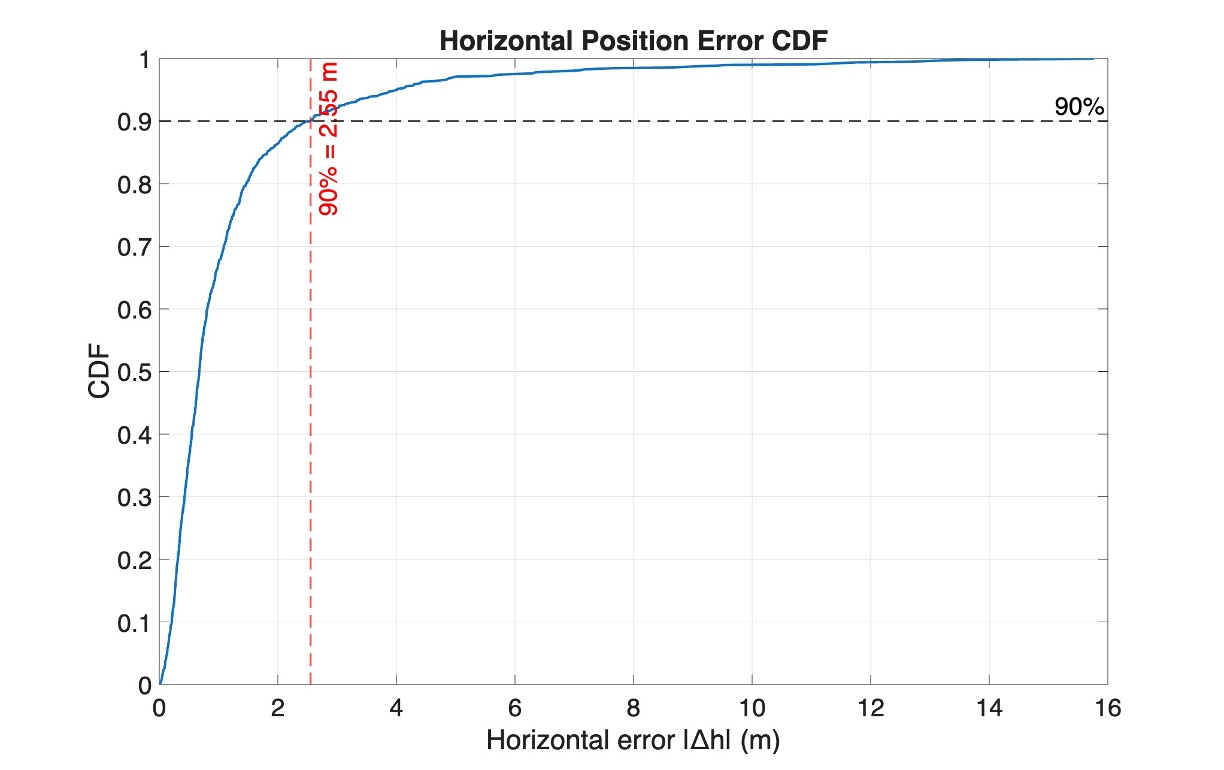 Horizontal Position Error CDF
1
0.9
0.8
0.7
0.6
0.5
0.4
0.3
0.2
0.1
0
CDF
90% = 2.55 m
90%
0 2 4 6 8 10 12 14 16
Horizontal error |Δh| (m)